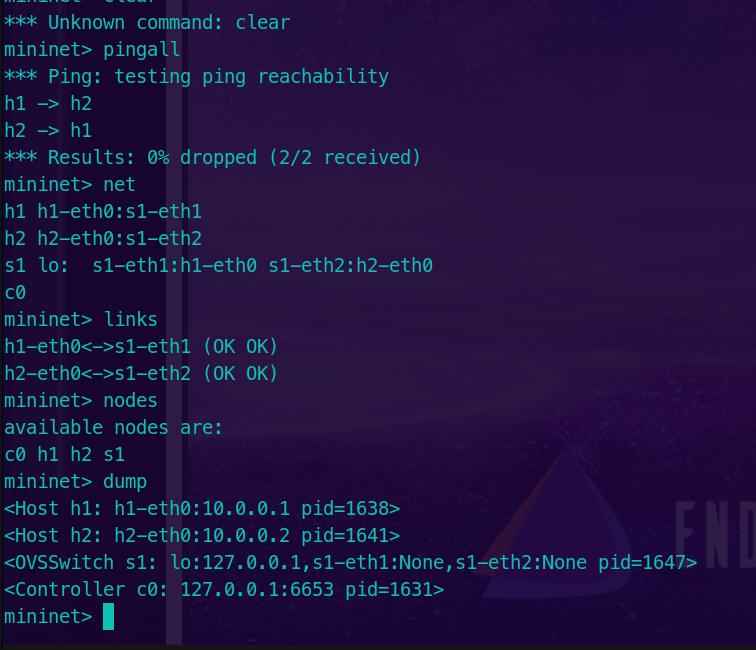 *** Unknown command: clear
mininet> pingall
*** Ping: testing ping reachability
h1 -> h2
h2 -> h1
*** Results: 0% dropped (2/2 received)
mininet> net
h1 h1-eth0:s1-eth1
h2 h2-eth0:s1-eth2
s1 lo:  s1-eth1:h1-eth0 s1-eth2:h2-eth0
c0
mininet> links
h1-eth0<->s1-eth1 (OK OK)
h2-eth0<->s1-eth2 (OK OK)
mininet> nodes
available nodes are:
c0 h1 h2 s1
mininet> dump
<Host h1: h1-eth0:10.0.0.1 pid=1638>
<Host h2: h2-eth0:10.0.0.2 pid=1641>
END
<OVSSwitch s1: lo:127.0.0.1,s1-eth1:None,s1-eth2:None pid=1647>
<Controller c0: 127.0.0.1:6653 pid=1631>
mininet>